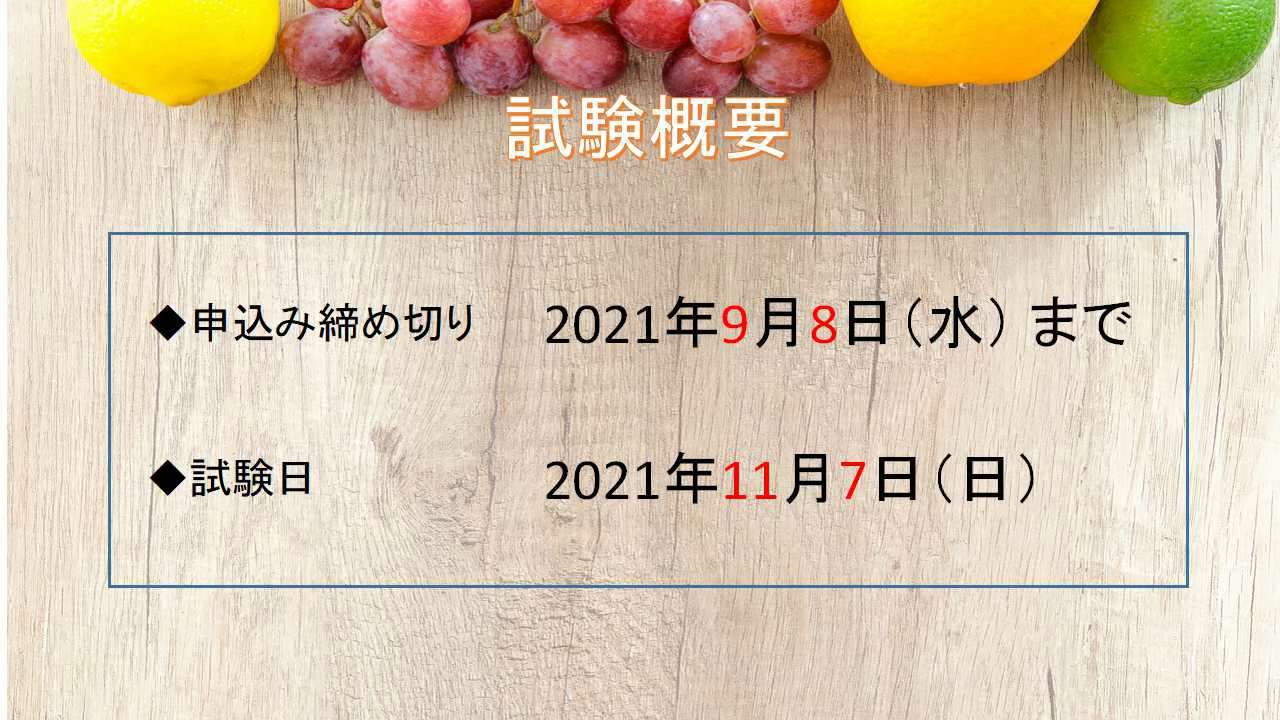 試験概要
◆申込み締め切り 2021年9月8日(水)まで
◆試験日 2021年11月7日(日)